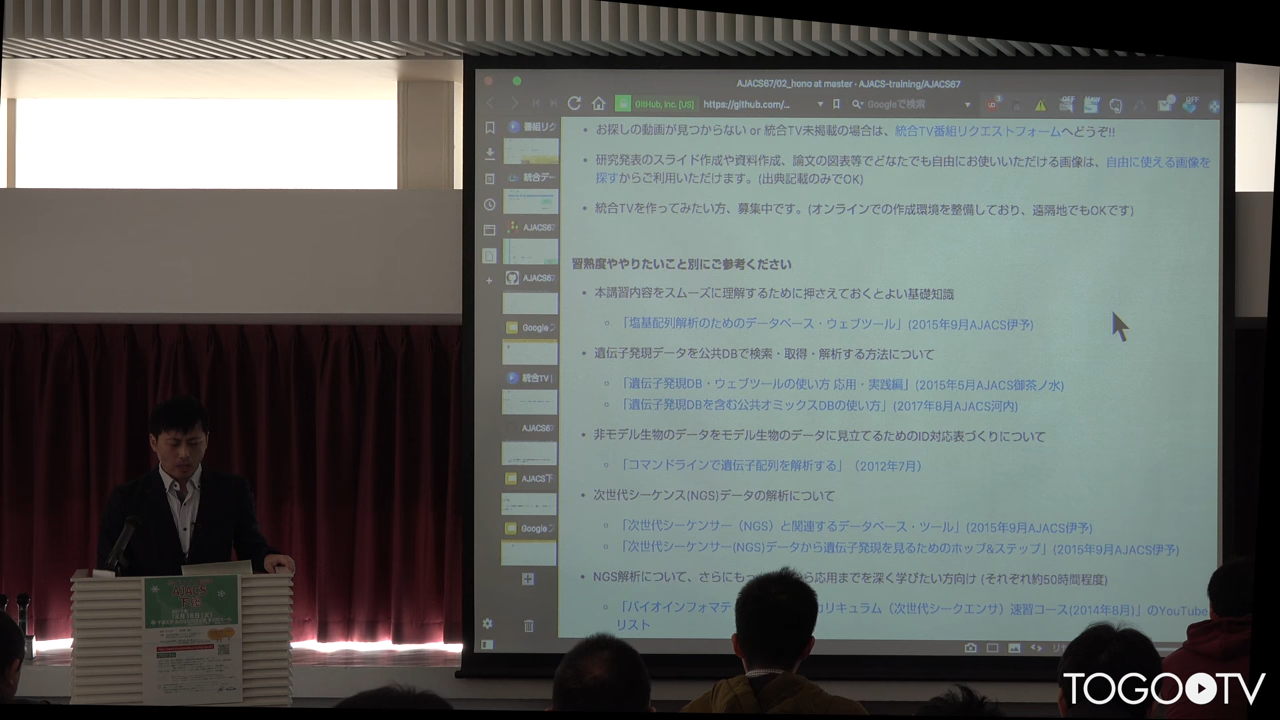 AJACS67/02_hono at master · AJACS-training/AJACS67
GitHub, Inc. [US]
https://github.com/...
Googleで検索
お探しの動画が見つからない or 統合TV未掲載の場合は、統合TV番組リクエストフォームへどうぞ!!
研究発表のスライド作成や資料作成、論文の図表等でどなたでも自由にお使いいただける画像は、自由に使える画像を
探すからご利用いただけます。(出典記載のみでOK)
統合TVを作ってみたい方、募集中です。(オンラインでの作成環境を整備しており、遠隔地でもOKです)
習熟度ややりたいこと別にご参考ください
本講習内容をスムーズに理解するために押さえておくとよい基礎知識
「塩基配列解析のためのデータベース・ウェブツール」(2015年9月AJACS伊予)
遺伝子発現データを公共DBで検索・取得・解析する方法について
「遺伝子発現DB・ウェブツールの使い方 応用・実践編」(2015年5月AJACS御茶ノ水)
「遺伝子発現DBを含む公共オミックスDBの使い方」(2017年8月AJACS河内)
非モデル生物のデータをモデル生物のデータに見立てるためのID対応表づくりについて
「コマンドラインで遺伝子配列を解析する」（2012年7月）
次世代シーケンス(NGS)データの解析について
「次世代シーケンサー（NGS）と関連するデータベース・ツール」(2015年9月AJACS伊予)
「次世代シーケンサー(NGS)データから遺伝子発現を見るためのホップ&ステップ」(2015年9月AJACS伊予)
NGS解析について、さらにもっ から応用までを深く学びたい方向け (それぞれ約50時間程度)
「バイオインフォマテ カリキュラム（次世代シークエンサ）速習コース(2014年8月)」のYouTube
リスト
番組リク
統合デー
AJACS67
AJACS67
Google フ
統合TV |
AJACS67
AJACS下
Google フ
AJACS
TOGOTV